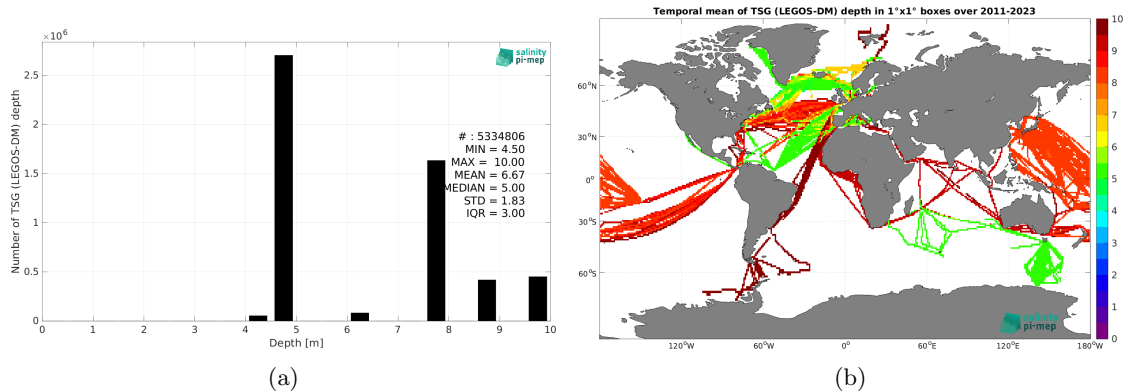 ×10⁶
salinity
pi-mep
2.5
2
1.5
1
0.5
0
Number of TSG (LEGOS-DM) depth
# : 5334806
MIN = 4.50
MAX = 10.00
MEAN = 6.67
MEDIAN = 5.00
STD = 1.83
IQR = 3.00
0 1 2 3 4 5 6 7 8 9 10
Depth [m]
(a)
Temporal mean of TSG (LEGOS-DM) depth in 1°x1° boxes over 2011-2023
60°N
30°N
0°
30°S
60°S
120°W 60°W 0° 60°E 120°E 180°W
salinity
pi-mep
10
9
8
7
6
5
4
3
2
1
0
(b)